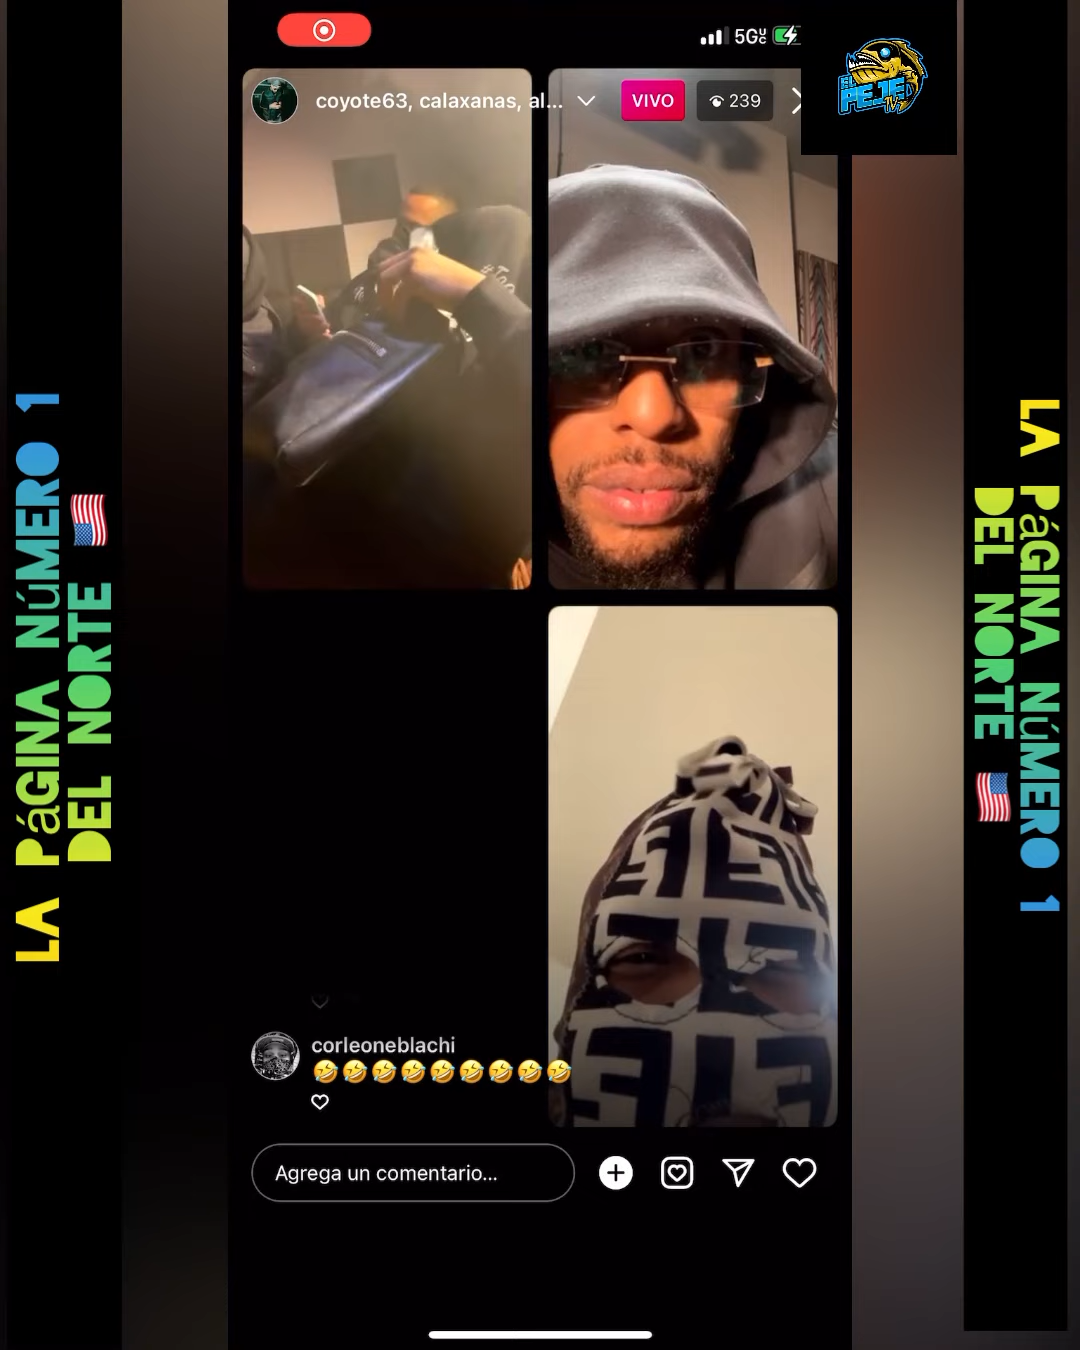 5G UC
coyote63, calaxanas, al...
VIVO
239
EL
PEJE
TV
LA PáGINA NúMERO 1
DEL NORTE 🇺🇸
LA PáGINA NúMERO 1
DEL NORTE 🇺🇸
corleoneblachi
🤣🤣🤣🤣🤣🤣🤣🤣🤣
Agrega un comentario...